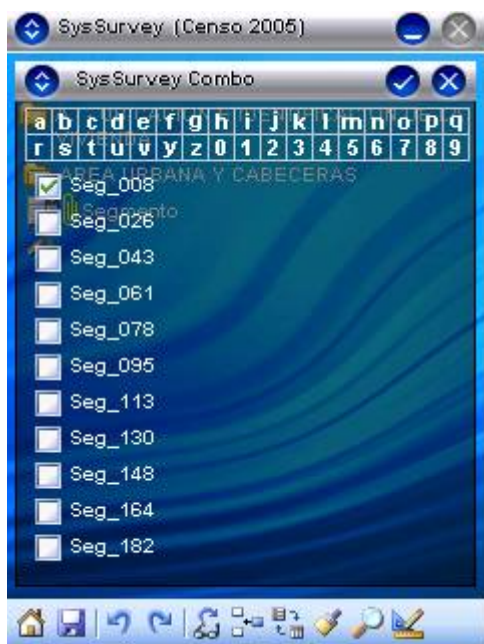 SysSurvey (Censo 2005)
SysSurvey Combo
a b c d e f g h i j k l m n o p q
r s t u v y z 0 1 2 3 4 5 6 7 8 9
AREA URBANA Y CABECERAS
Seg_008
Segmento
Seg_026
Seg_043
Seg_061
Seg_078
Seg_095
Seg_113
Seg_130
Seg_148
Seg_164
Seg_182